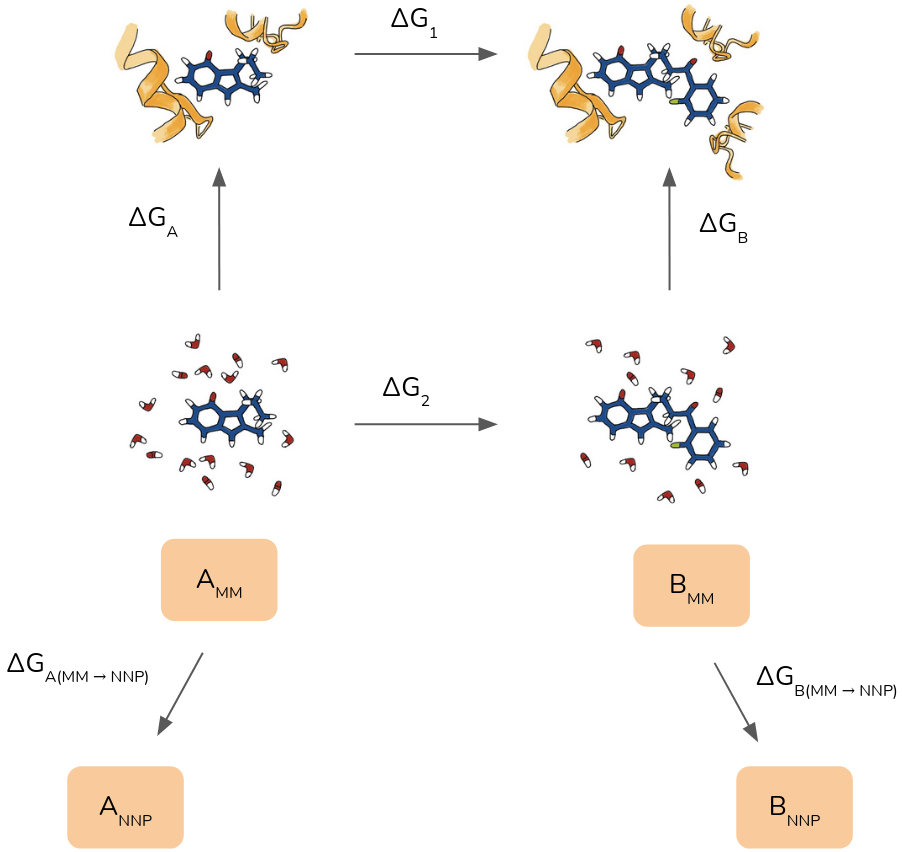 ΔG1
ΔGA
ΔGB
ΔG2
AMM
BMM
ΔGA(MM → NNP)
ΔGB(MM → NNP)
ANNP
BNNP